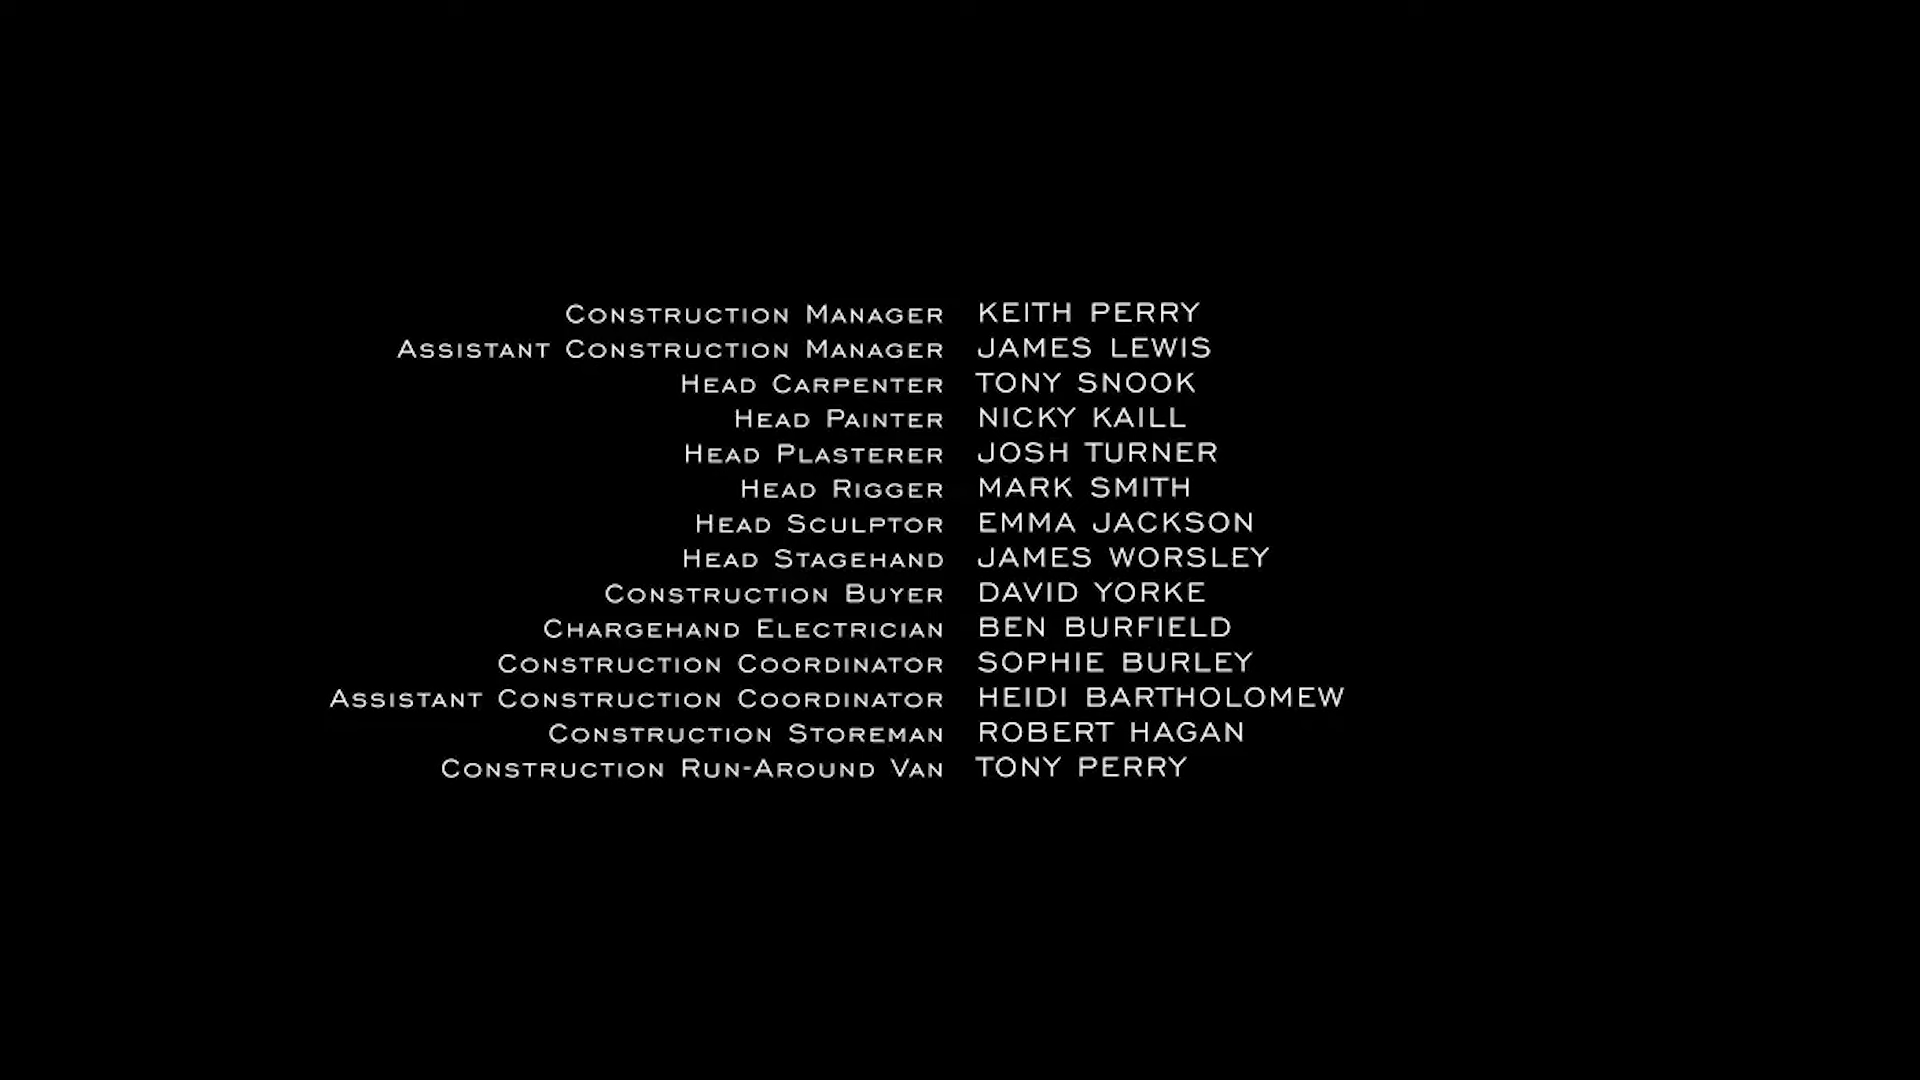 Construction Manager KEITH PERRY
Assistant Construction Manager JAMES LEWIS
Head Carpenter TONY SNOOK
Head Painter NICKY KAILL
Head Plasterer JOSH TURNER
Head Rigger MARK SMITH
Head Sculptor EMMA JACKSON
Head Stagehand JAMES WORSLEY
Construction Buyer DAVID YORKE
Chargehand Electrician BEN BURFIELD
Construction Coordinator SOPHIE BURLEY
Assistant Construction Coordinator HEIDI BARTHOLOMEW
Construction Storeman ROBERT HAGAN
Construction Run-Around Van TONY PERRY